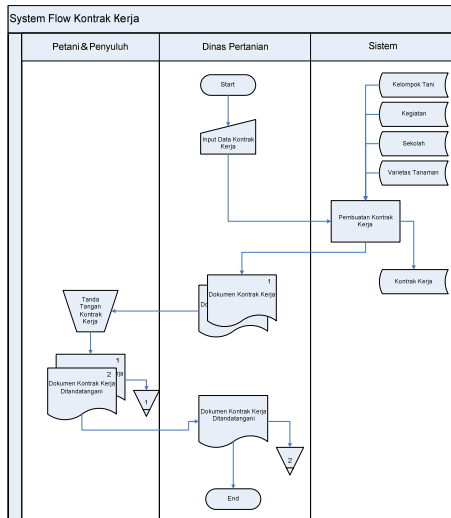 System Flow Kontrak Kerja
Petani & Penyuluh
Dinas Pertanian
Sistem
Start
Kelompok Tani
Kegiatan
Input Data Kontrak
Kerja
Sekolah
Varietas Tanaman
Pembuatan Kontrak
Kerja
Kontrak Kerja
1
Dokumen Kontrak Kerja
Tanda
Tangan
Kontrak
Kerja
1
2
Dokumen Kontrak Kerja
Ditandatangani
1
Dokumen Kontrak Kerja
Ditandatangani
2
End